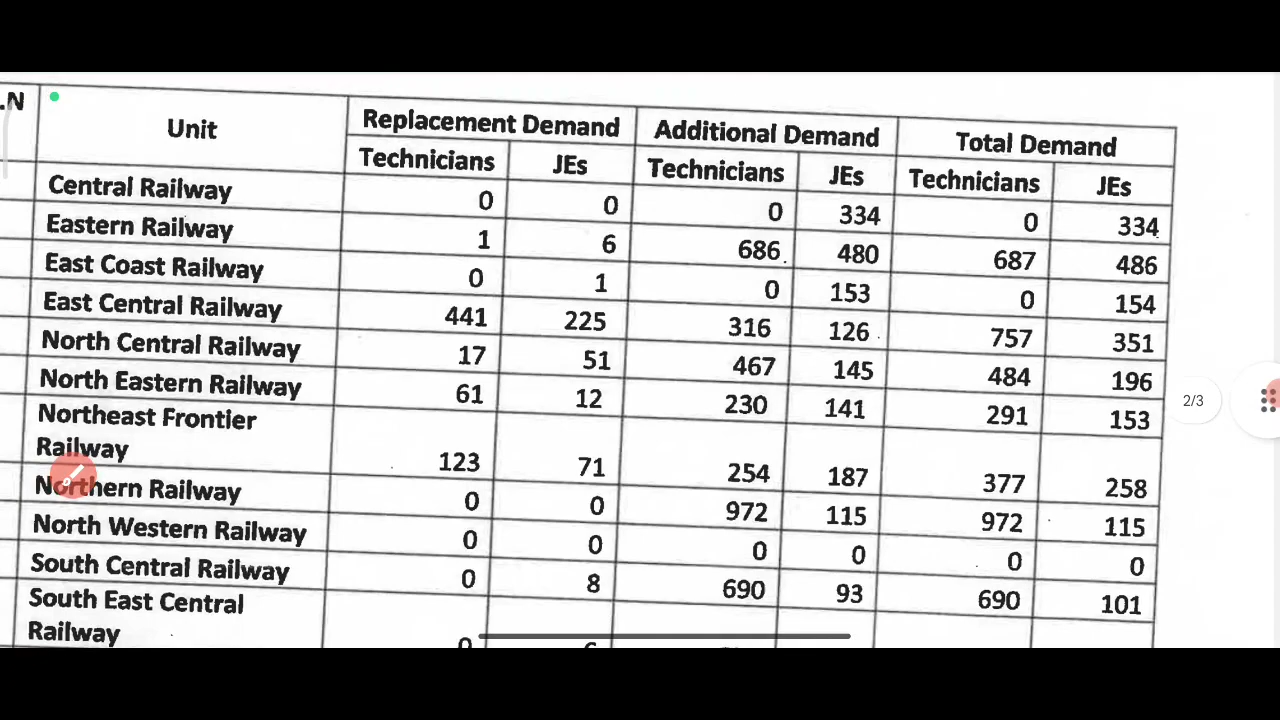 .N Unit Replacement Demand Additional Demand Total Demand
Technicians JEs Technicians JEs Technicians JEs
Central Railway 0 0 0 334 0 334
Eastern Railway 1 6 686 480 687 486
East Coast Railway 0 1 0 153 0 154
East Central Railway 441 225 316 126 757 351
North Central Railway 17 51 467 145 484 196
North Eastern Railway 61 12 230 141 291 153
Northeast Frontier
Railway 123 71 254 187 377 258
Northern Railway 0 0 972 115 972 115
North Western Railway 0 0 0 0 0 0
South Central Railway 0 8 690 93 690 101
South East Central
Railway
2/3